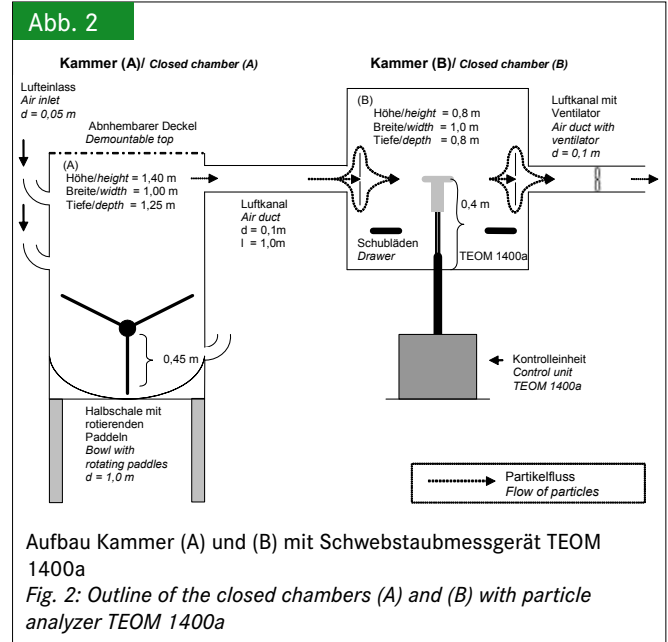 Abb. 2
Kammer (A)/ Closed chamber (A)
Kammer (B)/ Closed chamber (B)
Lufteinlass
Air inlet
d = 0,05 m
Abnhembarer Deckel
Demountable top
(A)
Höhe/height = 1,40 m
Breite/width = 1,00 m
Tiefe/depth = 1,25 m
Luftkanal
Air duct
d = 0,1m
l = 1,0m
(B)
Höhe/height = 0,8 m
Breite/width = 1,0 m
Tiefe/depth = 0,8 m
Luftkanal mit
Ventilator
Air duct with
ventilator
d = 0,1 m
0,4 m
Schubläden
Drawer
TEOM 1400a
0,45 m
Kontrolleinheit
Control unit
TEOM 1400a
Halbschale mit
rotierenden
Paddeln
Bowl with
rotating paddles
d = 1,0 m
Partikelfluss
Flow of particles
Aufbau Kammer (A) und (B) mit Schwebstaubmessgerät TEOM
1400a
Fig. 2: Outline of the closed chambers (A) and (B) with particle
analyzer TEOM 1400a